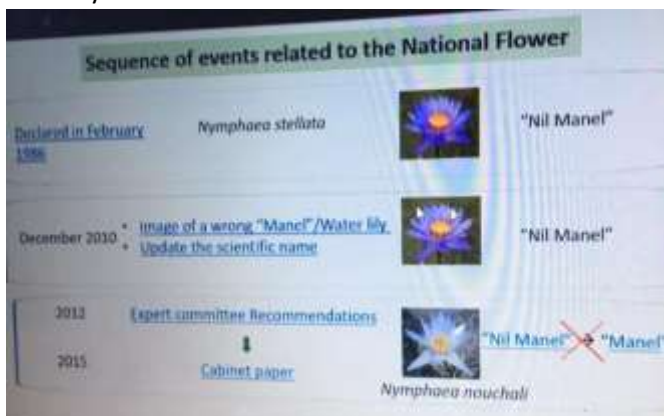 Sequence of events related to the National Flower
Declared in February
1986
Nymphaea stellata
"Nil Manel"
December 2010
• Image of a wrong "Manel"/Water lily
• Update the scientific name
"Nil Manel"
2012
Expert committee Recommendations
2015
Cabinet paper
"Nil Manel" → "Manel"
Nymphaea nouchali